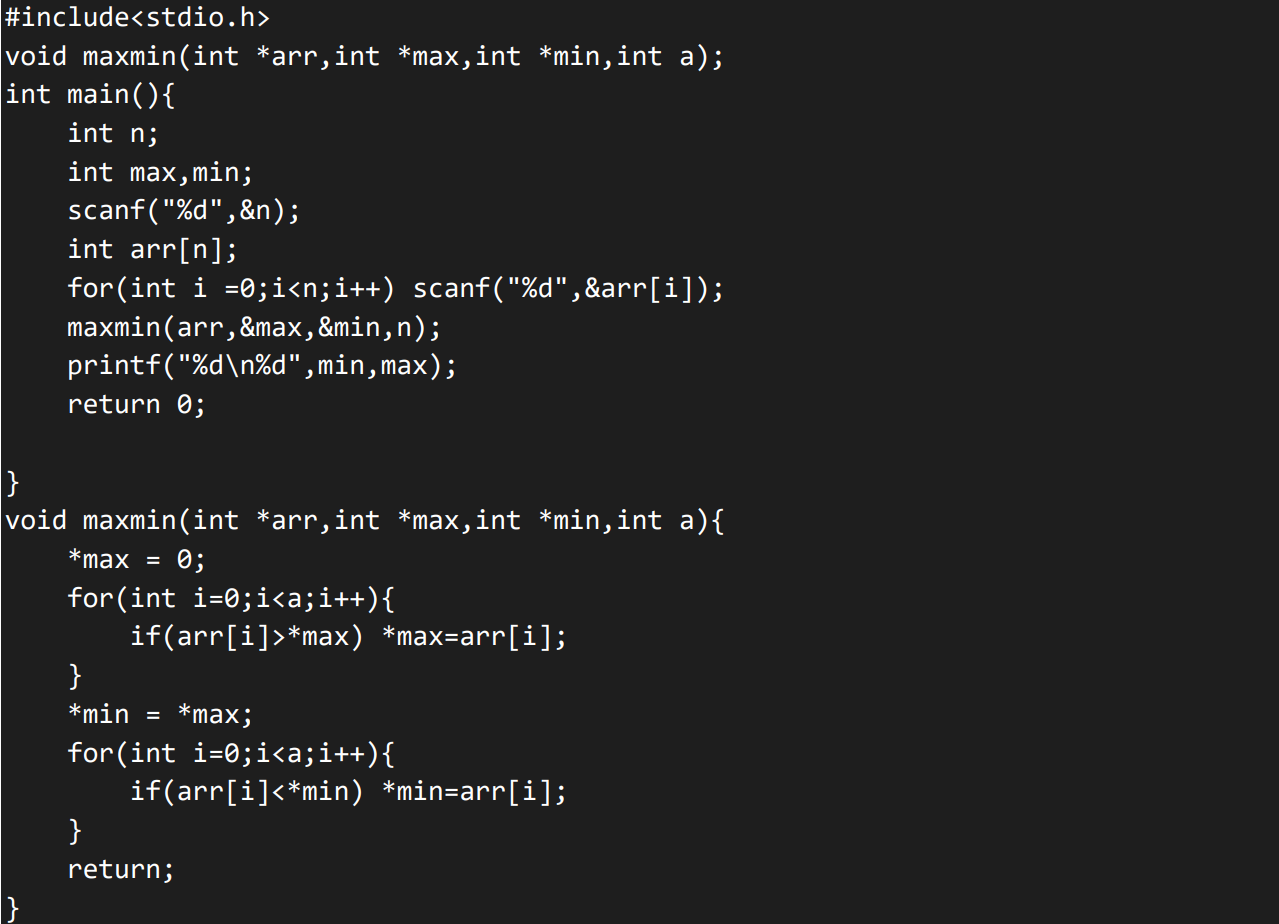 #include<stdio.h>
void maxmin(int *arr,int *max,int *min,int a);
int main(){
    int n;
    int max,min;
    scanf("%d",&n);
    int arr[n];
    for(int i =0;i<n;i++) scanf("%d",&arr[i]);
    maxmin(arr,&max,&min,n);
    printf("%d\n%d",min,max);
    return 0;

}
void maxmin(int *arr,int *max,int *min,int a){
    *max = 0;
    for(int i=0;i<a;i++){
        if(arr[i]>*max) *max=arr[i];
    }
    *min = *max;
    for(int i=0;i<a;i++){
        if(arr[i]<*min) *min=arr[i];
    }
    return;
}